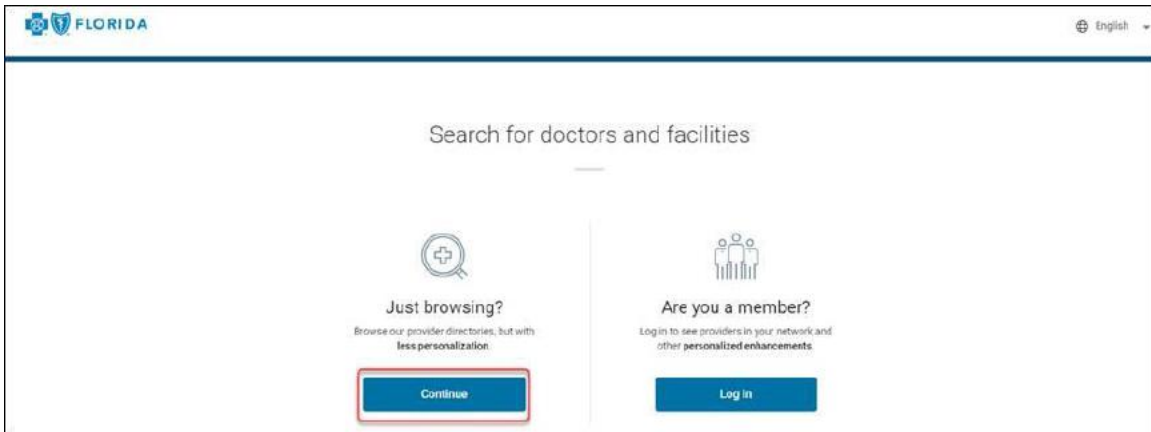 FLORIDA
English
Search for doctors and facilities
Just browsing?
Browse our provider directories, but with
less personalization
Continue
Are you a member?
Log in to see providers in your network and
other personalized enhancements
Log in